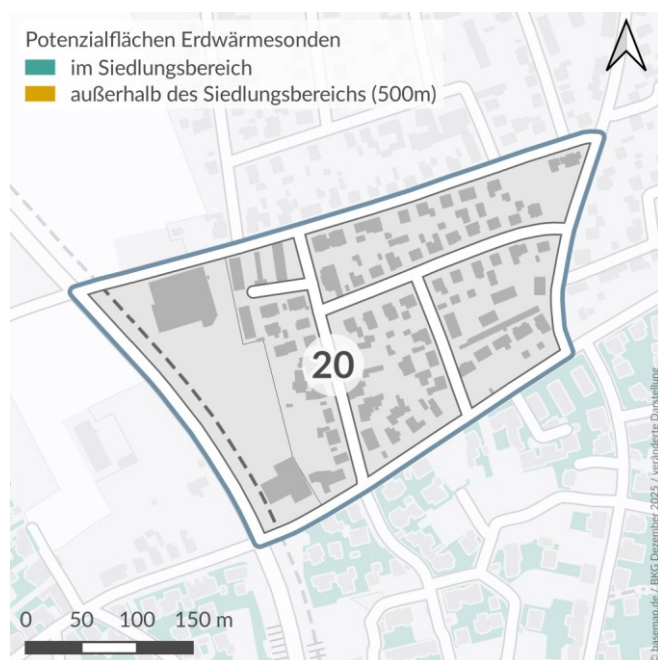 Potenzialflächen Erdwärmesonden
im Siedlungsbereich
außerhalb des Siedlungsbereichs (500m)
20
0 50 100 150 m
© basemap.de / BKG Dezember 2025 / veränderte Darstellung